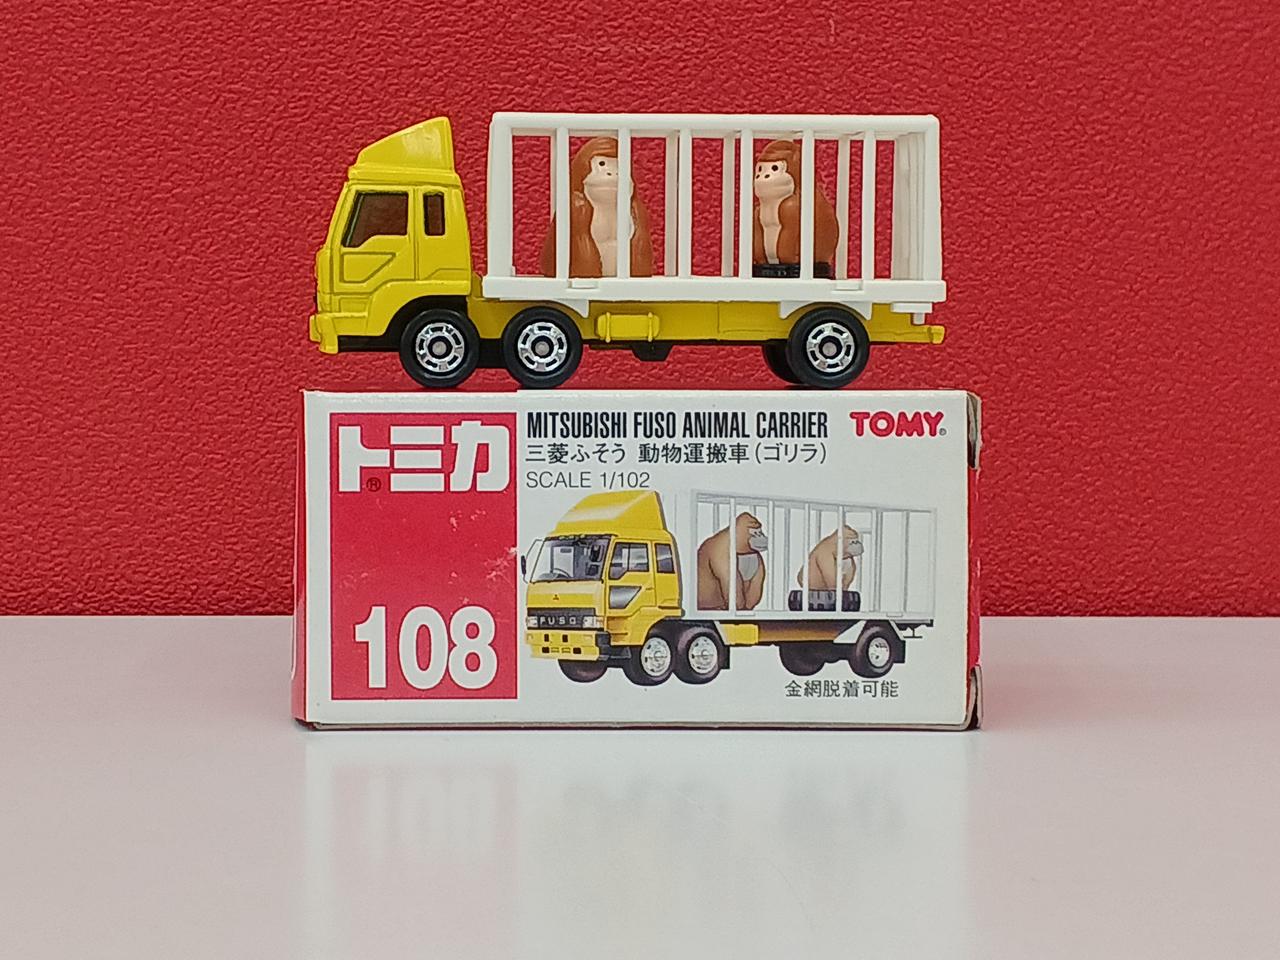 トミカ®
108
MITSUBISHI FUSO ANIMAL CARRIER
TOMY®
三菱ふそう 動物運搬車(ゴリラ)
SCALE 1/102
FUSO
金網脱着可能